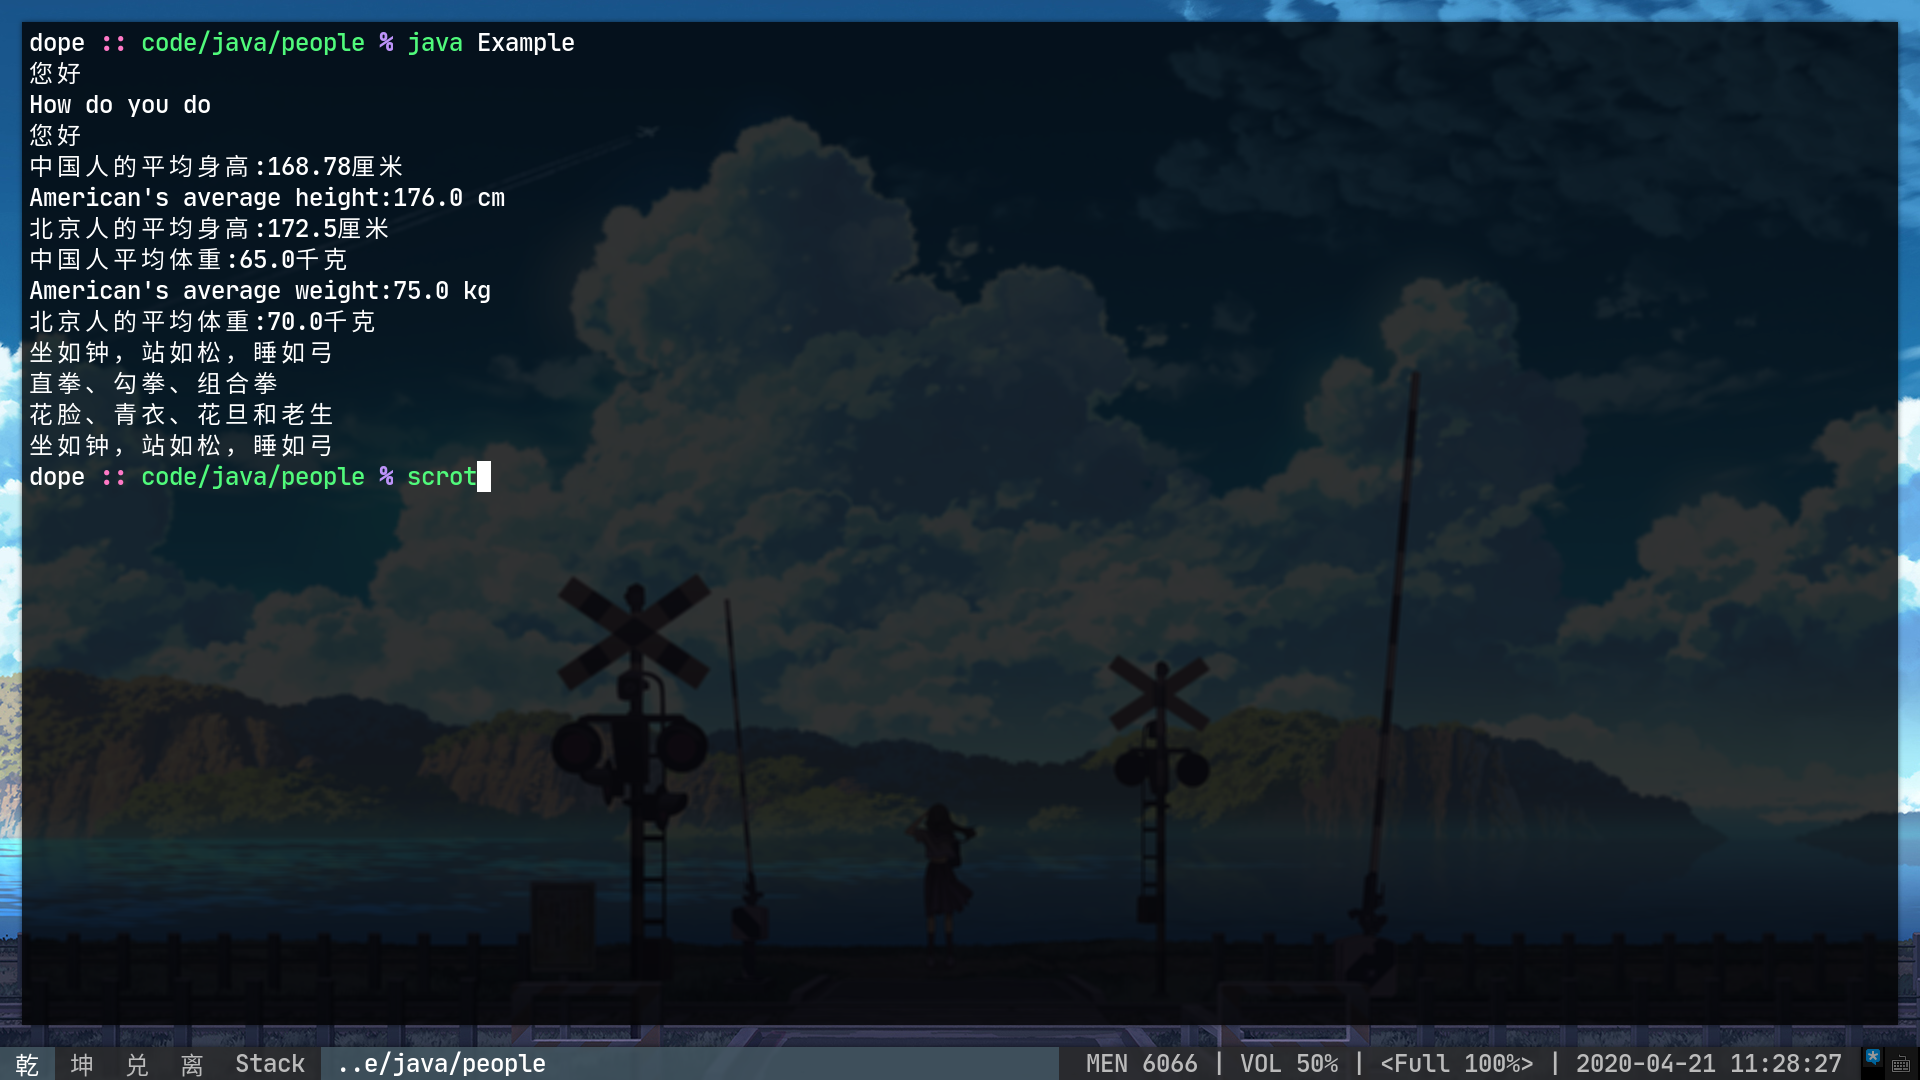 dope :: code/java/people % java Example
您好
How do you do
您好
中国人的平均身高:168.78厘米
American's average height:176.0 cm
北京人的平均身高:172.5厘米
中国人平均体重:65.0千克
American's average weight:75.0 kg
北京人的平均体重:70.0千克
坐如钟，站如松，睡如弓
直拳、勾拳、组合拳
花脸、青衣、花旦和老生
坐如钟，站如松，睡如弓
dope :: code/java/people % scrot
乾 坤 兑 离 Stack ..e/java/people MEN 6066 | VOL 50% | <Full 100%> | 2020-04-21 11:28:27